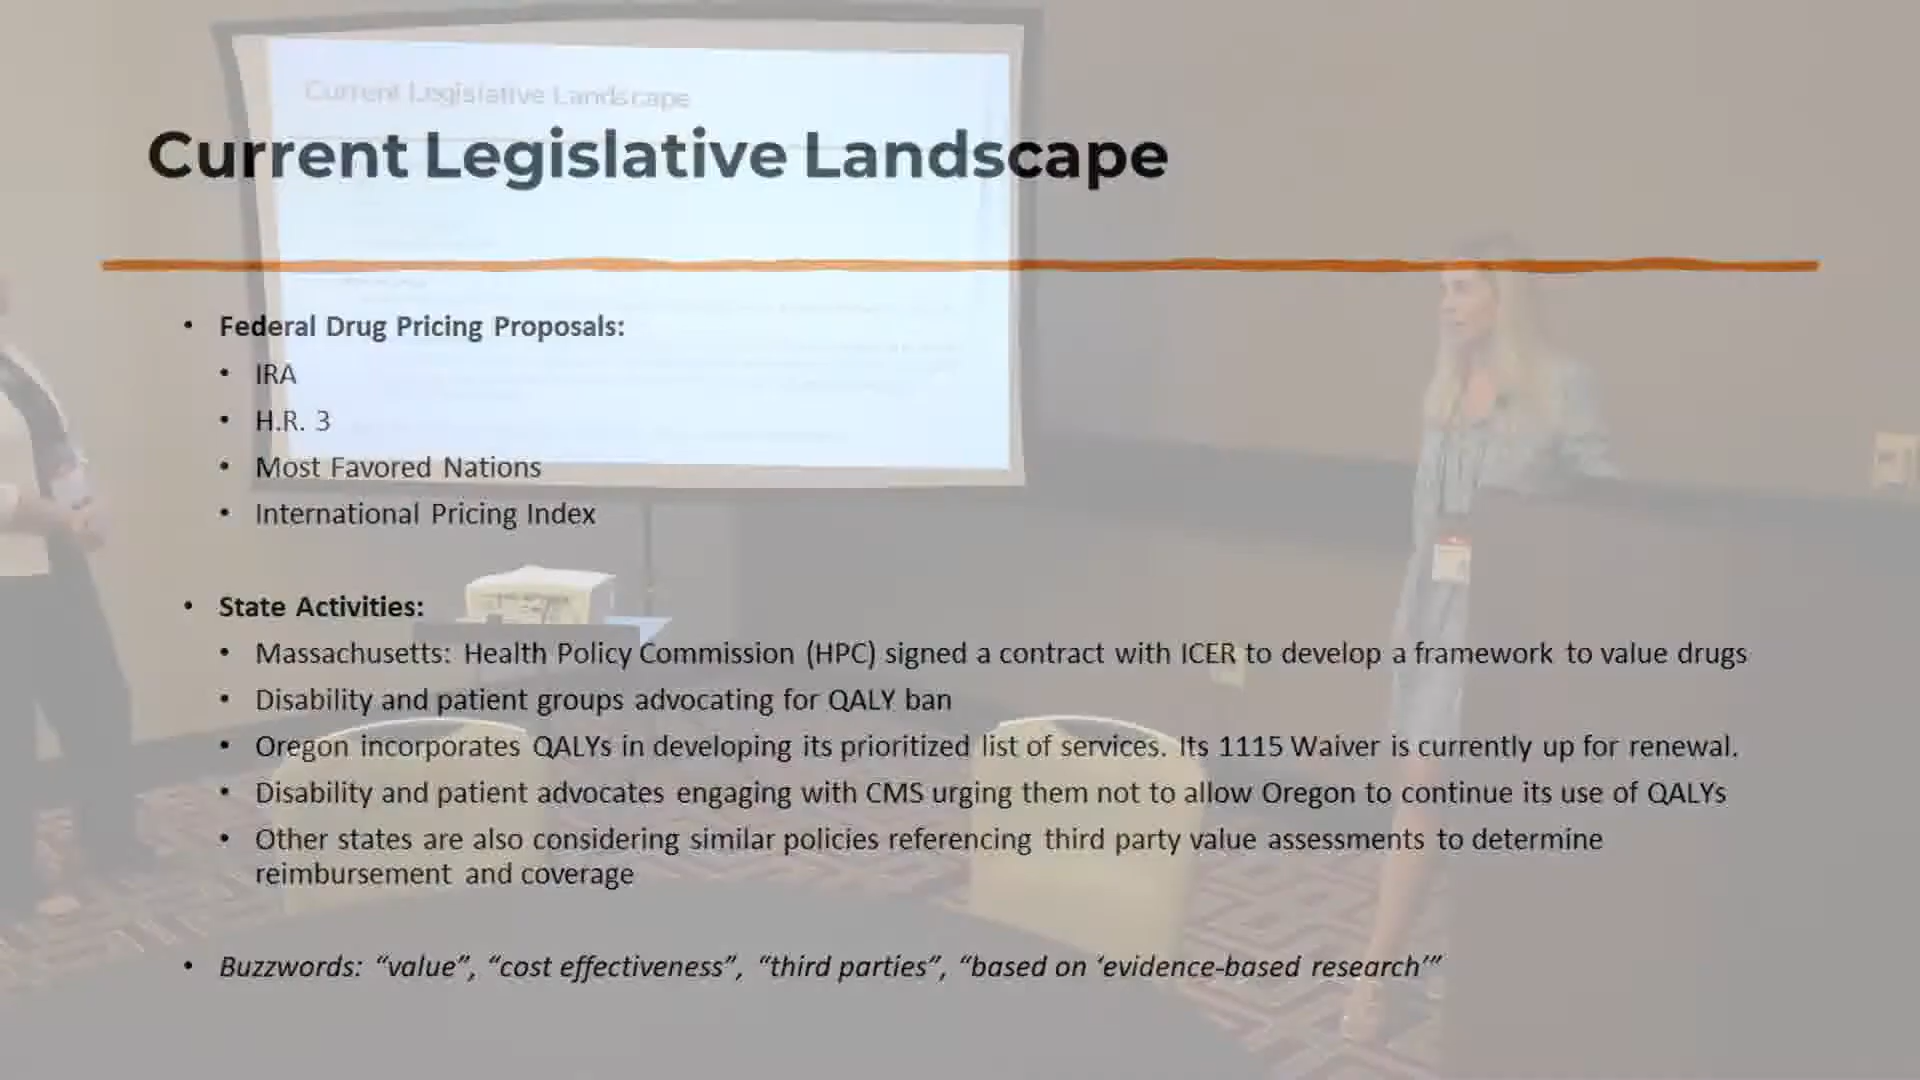 Current Legislative Landscape
Current Legislative Landscape
• Federal Drug Pricing Proposals:
• IRA
• H.R. 3
• Most Favored Nations
• International Pricing Index
• State Activities:
• Massachusetts: Health Policy Commission (HPC) signed a contract with ICER to develop a framework to value drugs
• Disability and patient groups advocating for QALY ban
• Oregon incorporates QALYs in developing its prioritized list of services. Its 1115 Waiver is currently up for renewal.
• Disability and patient advocates engaging with CMS urging them not to allow Oregon to continue its use of QALYs
• Other states are also considering similar policies referencing third party value assessments to determine
reimbursement and coverage
• Buzzwords: “value”, “cost effectiveness”, “third parties”, “based on ‘evidence-based research’”